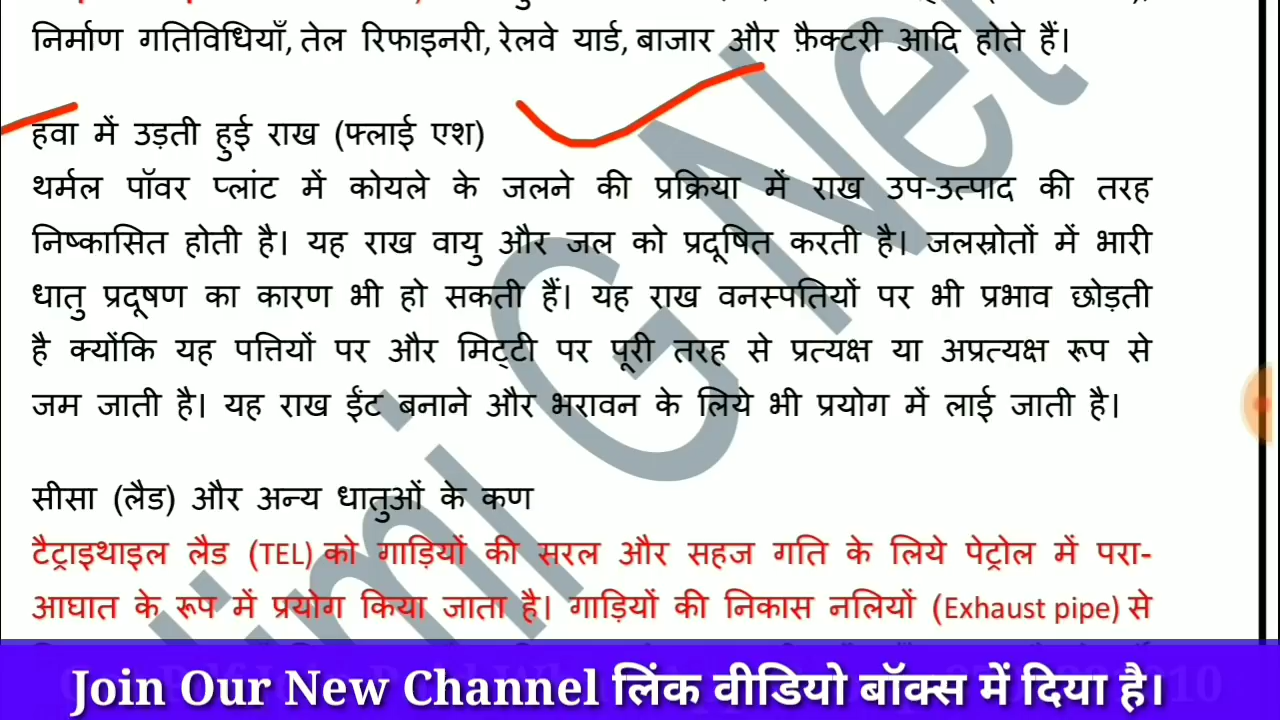 निर्माण गतिविधियाँ, तेल रिफाइनरी, रेलवे यार्ड, बाजार और फ़ैक्टरी आदि होते हैं।
हवा में उड़ती हुई राख (फ्लाई एश)
थर्मल पॉवर प्लांट में कोयले के जलने की प्रक्रिया में राख उप-उत्पाद की तरह
निष्कासित होती है। यह राख वायु और जल को प्रदूषित करती है। जलस्रोतों में भारी
धातु प्रदूषण का कारण भी हो सकती हैं। यह राख वनस्पतियों पर भी प्रभाव छोड़ती
है क्योंकि यह पत्तियों पर और मिट्टी पर पूरी तरह से प्रत्यक्ष या अप्रत्यक्ष रूप से
जम जाती है। यह राख ईंट बनाने और भरावन के लिये भी प्रयोग में लाई जाती है।
सीसा (लैड) और अन्य धातुओं के कण
टैट्राइथाइल लैड (TEL) को गाड़ियों की सरल और सहज गति के लिये पेट्रोल में परा-
आघात के रूप में प्रयोग किया जाता है। गाड़ियों की निकास नलियों (Exhaust pipe) से
Join Our New Channel लिंक वीडियो बॉक्स में दिया है।
G Net